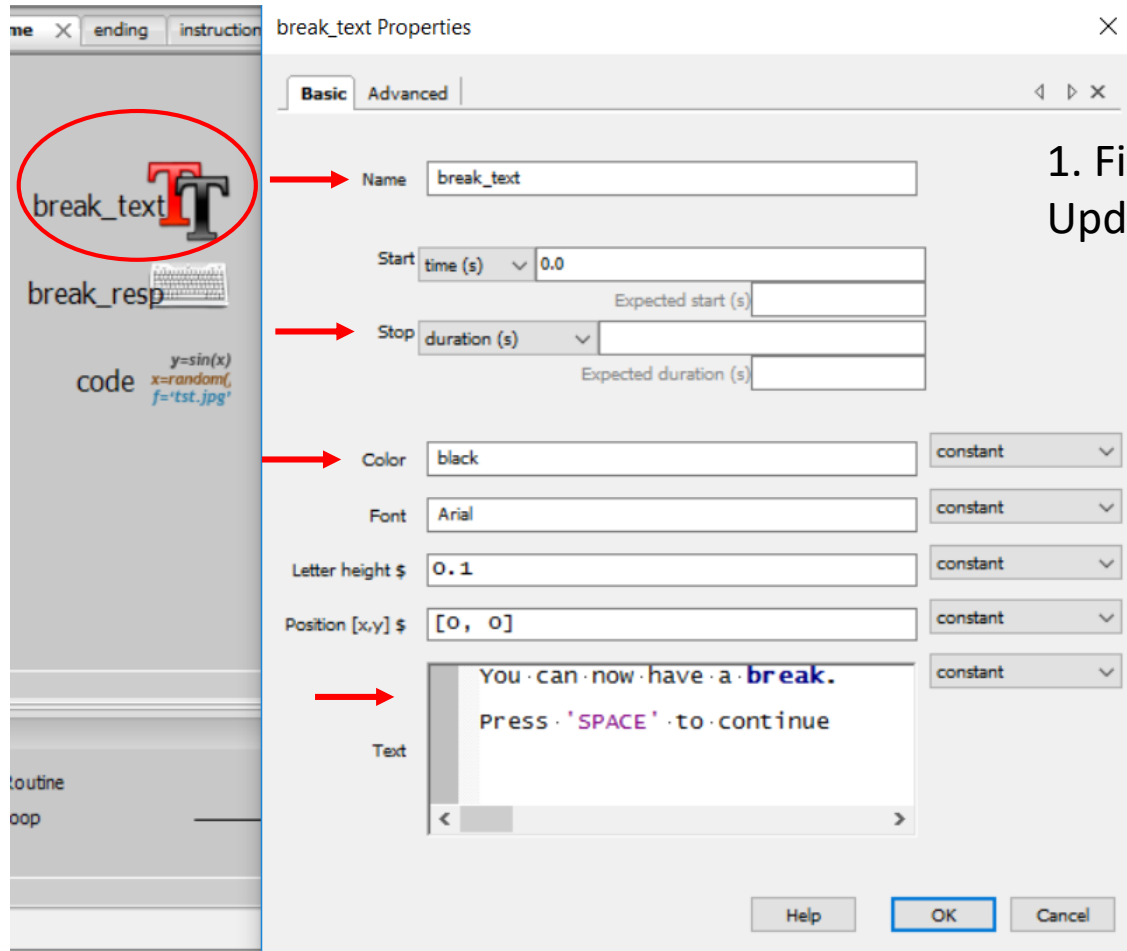 me ending instruction
break_text
break_resp
code
y=sin(x)
x=random(,
f='tst.jpg'
Routine
oop
break_text Properties
Basic Advanced
Name break_text
Start time (s) 0.0
Expected start (s)
Stop duration (s)
Expected duration (s)
Color black constant
Font Arial constant
Letter height $ 0.1 constant
Position [x,y] $ [0, 0] constant
Text
You·can·now·have·a·break.
Press·'SPACE'·to·continue
constant
Help OK Cancel
1. Fi
Upd